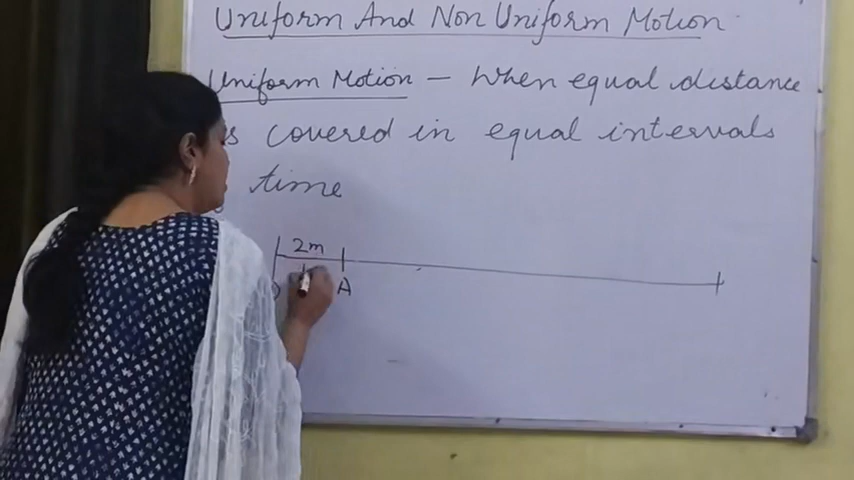 Uniform And Non Uniform Motion
Uniform Motion — When equal distance
covered in equal intervals
time
2m
A